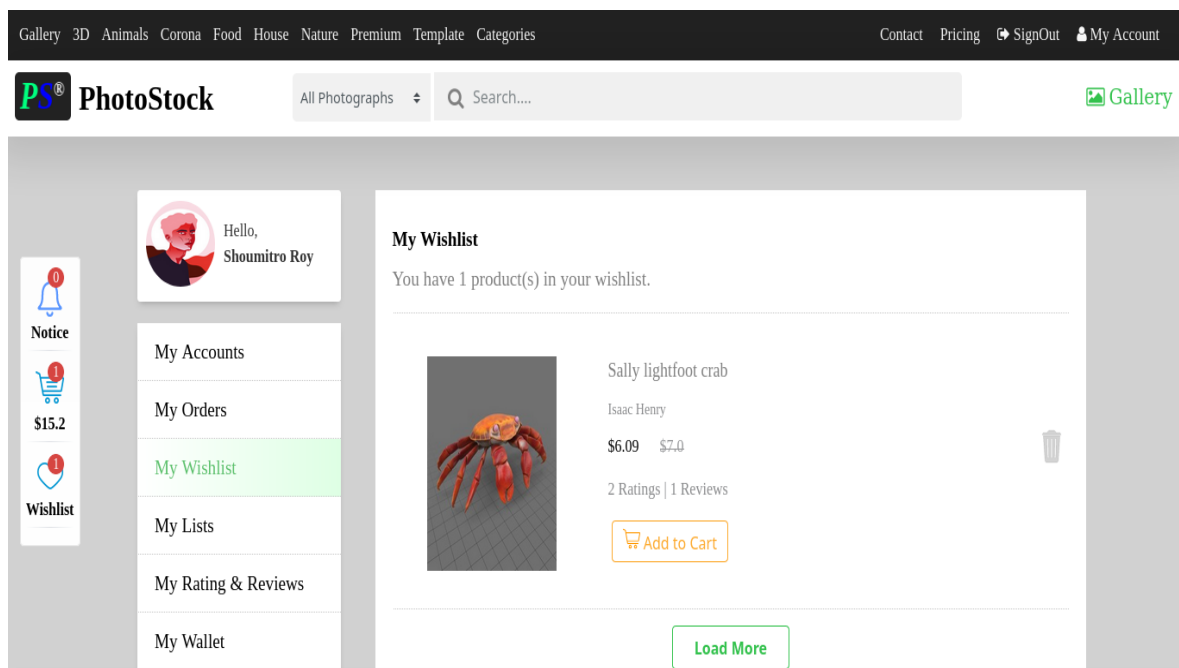 Gallery 3D Animals Corona Food House Nature Premium Template Categories Contact Pricing SignOut My Account
PS® PhotoStock All Photographs Search.... Gallery
Hello,
Shoumitro Roy
0
Notice
1
$15.2
1
Wishlist
My Accounts
My Orders
My Wishlist
My Lists
My Rating & Reviews
My Wallet
My Wishlist
You have 1 product(s) in your wishlist.
Sally lightfoot crab
Isaac Henry
$6.09 $7.0
2 Ratings | 1 Reviews
Add to Cart
Load More